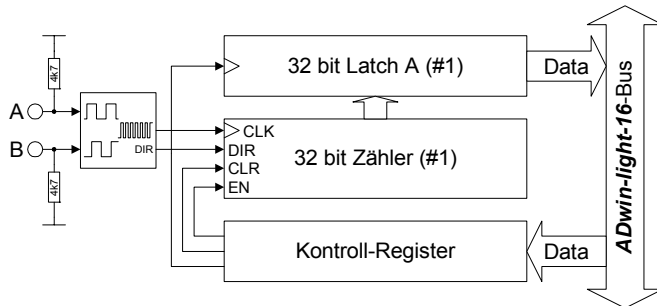 32 bit Latch A (#1)
Data
4k7
A
B
DIR
4k7
CLK
DIR
CLR
EN
32 bit Zähler (#1)
Kontroll-Register
Data
ADwin-light-16-Bus